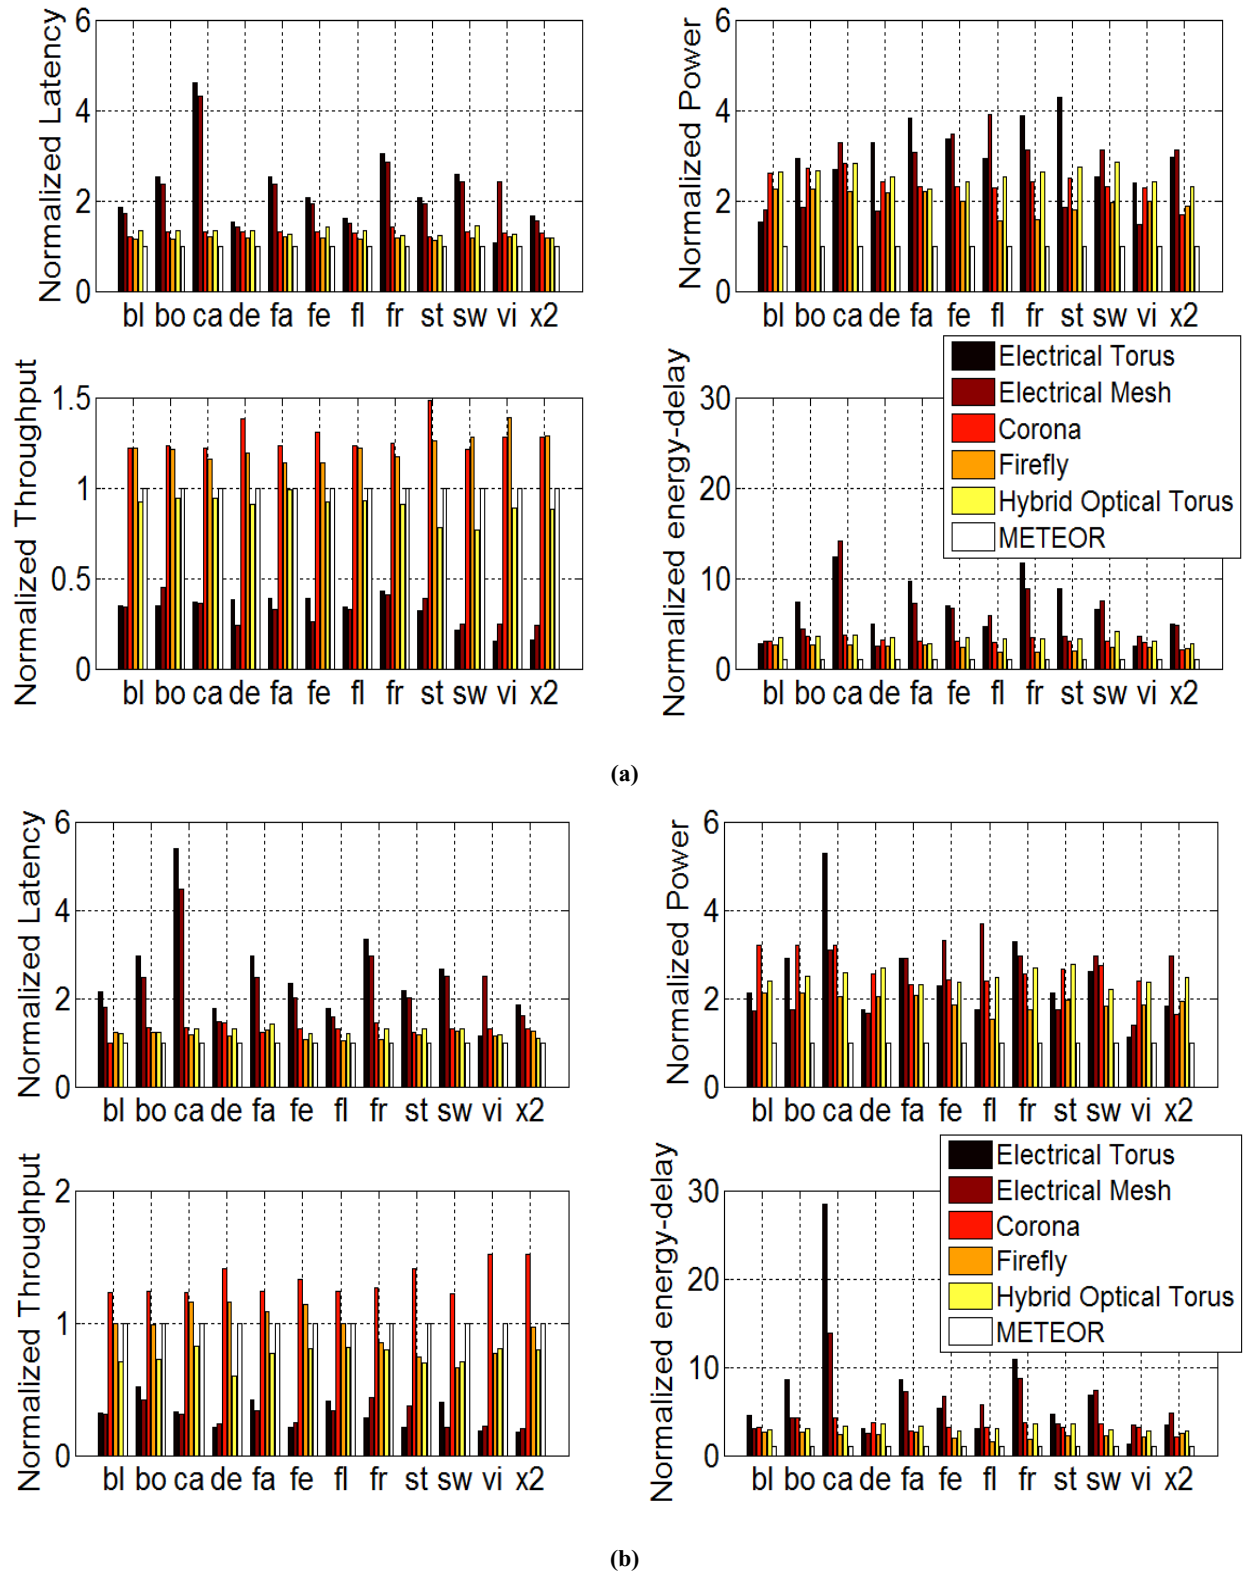 Normalized Latency
6
4
2
0
bl bo ca de fa fe fl fr st sw vi x2
Normalized Power
6
4
2
0
bl bo ca de fa fe fl fr st sw vi x2
Normalized Throughput
1.5
1
0.5
0
bl bo ca de fa fe fl fr st sw vi x2
Normalized energy-delay
30
20
10
0
bl bo ca de fa fe fl fr st sw vi x2
Electrical Torus
Electrical Mesh
Corona
Firefly
Hybrid Optical Torus
METEOR
(a)
Normalized Latency
6
4
2
0
bl bo ca de fa fe fl fr st sw vi x2
Normalized Power
6
4
2
0
bl bo ca de fa fe fl fr st sw vi x2
Normalized Throughput
2
1
0
bl bo ca de fa fe fl fr st sw vi x2
Normalized energy-delay
30
20
10
0
bl bo ca de fa fe fl fr st sw vi x2
Electrical Torus
Electrical Mesh
Corona
Firefly
Hybrid Optical Torus
METEOR
(b)